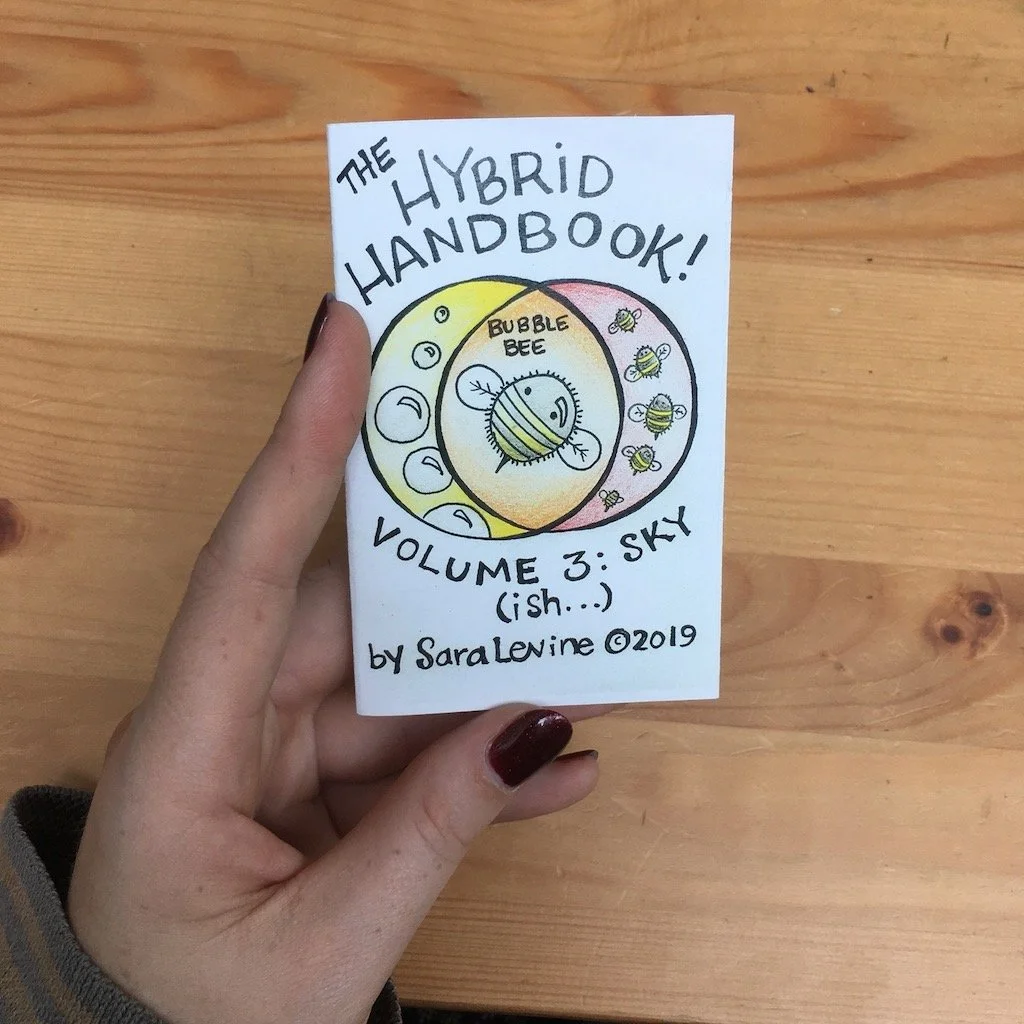 THE
HYBRiD
HANDBOOK!
BUBBLE
BEE
VOLUME 3: SKY
(ish...)
by Sara Levine ©2019